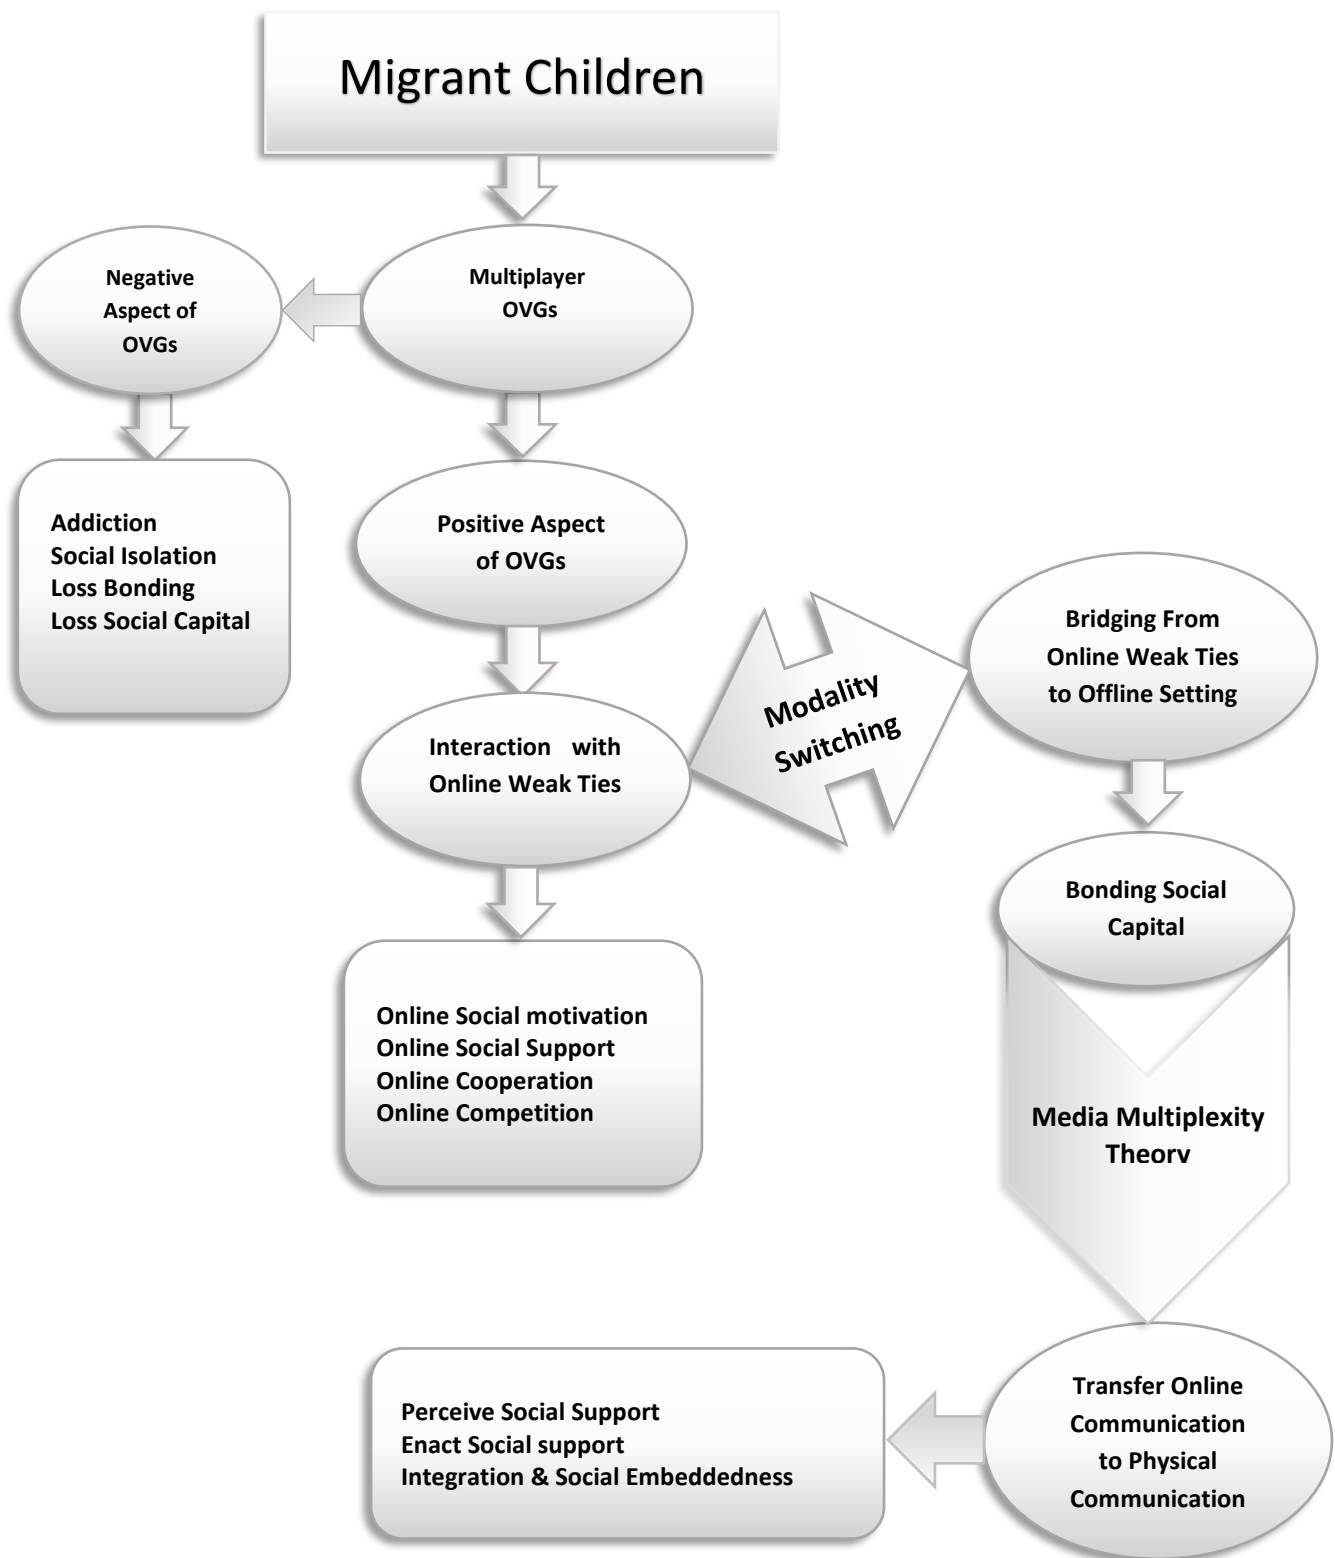 Migrant Children
Negative
Aspect of
OVGs
Multiplayer
OVGs
Addiction
Social Isolation
Loss Bonding
Loss Social Capital
Positive Aspect
of OVGs
Interaction with
Online Weak Ties
Modality
Switching
Bridging From
Online Weak Ties
to Offline Setting
Online Social motivation
Online Social Support
Online Cooperation
Online Competition
Bonding Social
Capital
Media Multiplexity
Theory
Transfer Online
Communication
to Physical
Communication
Perceive Social Support
Enact Social support
Integration & Social Embeddedness